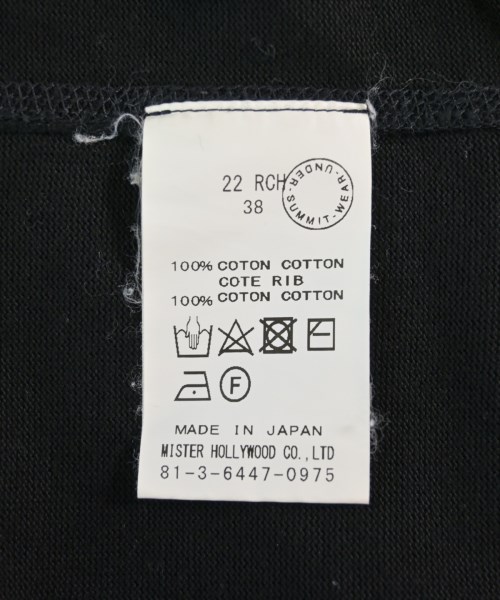 22 RCH
38
UNDER-SUMMIT-WEAR-
100% COTON COTTON
COTE RIB
100% COTON COTTON
F
MADE IN JAPAN
MISTER HOLLYWOOD CO.,LTD
81-3-6447-0975